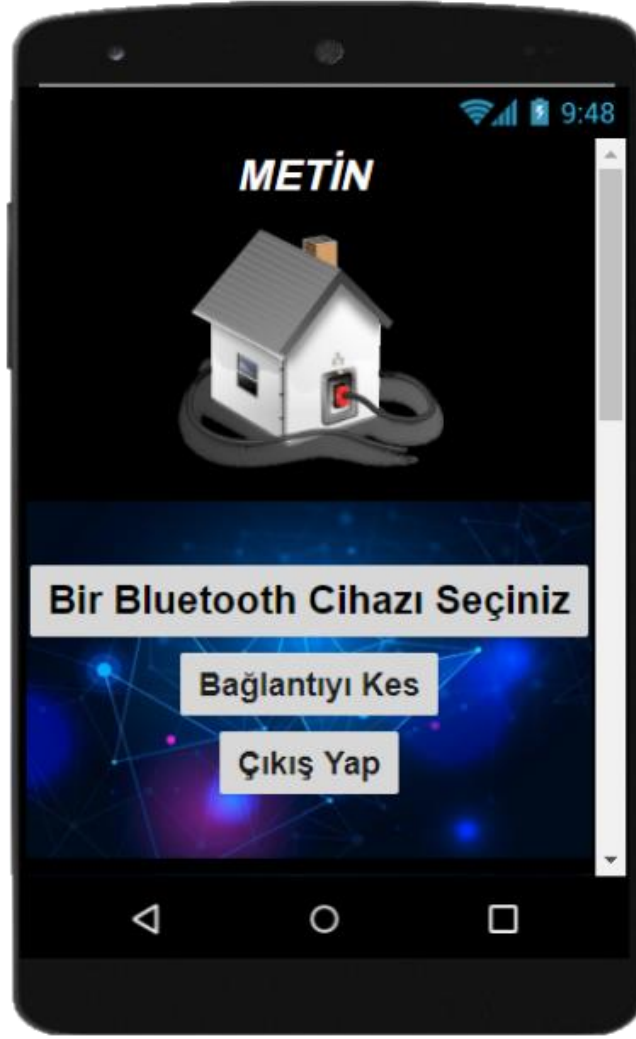 9:48
METİN
Bir Bluetooth Cihazı Seçiniz
Bağlantıyı Kes
Çıkış Yap